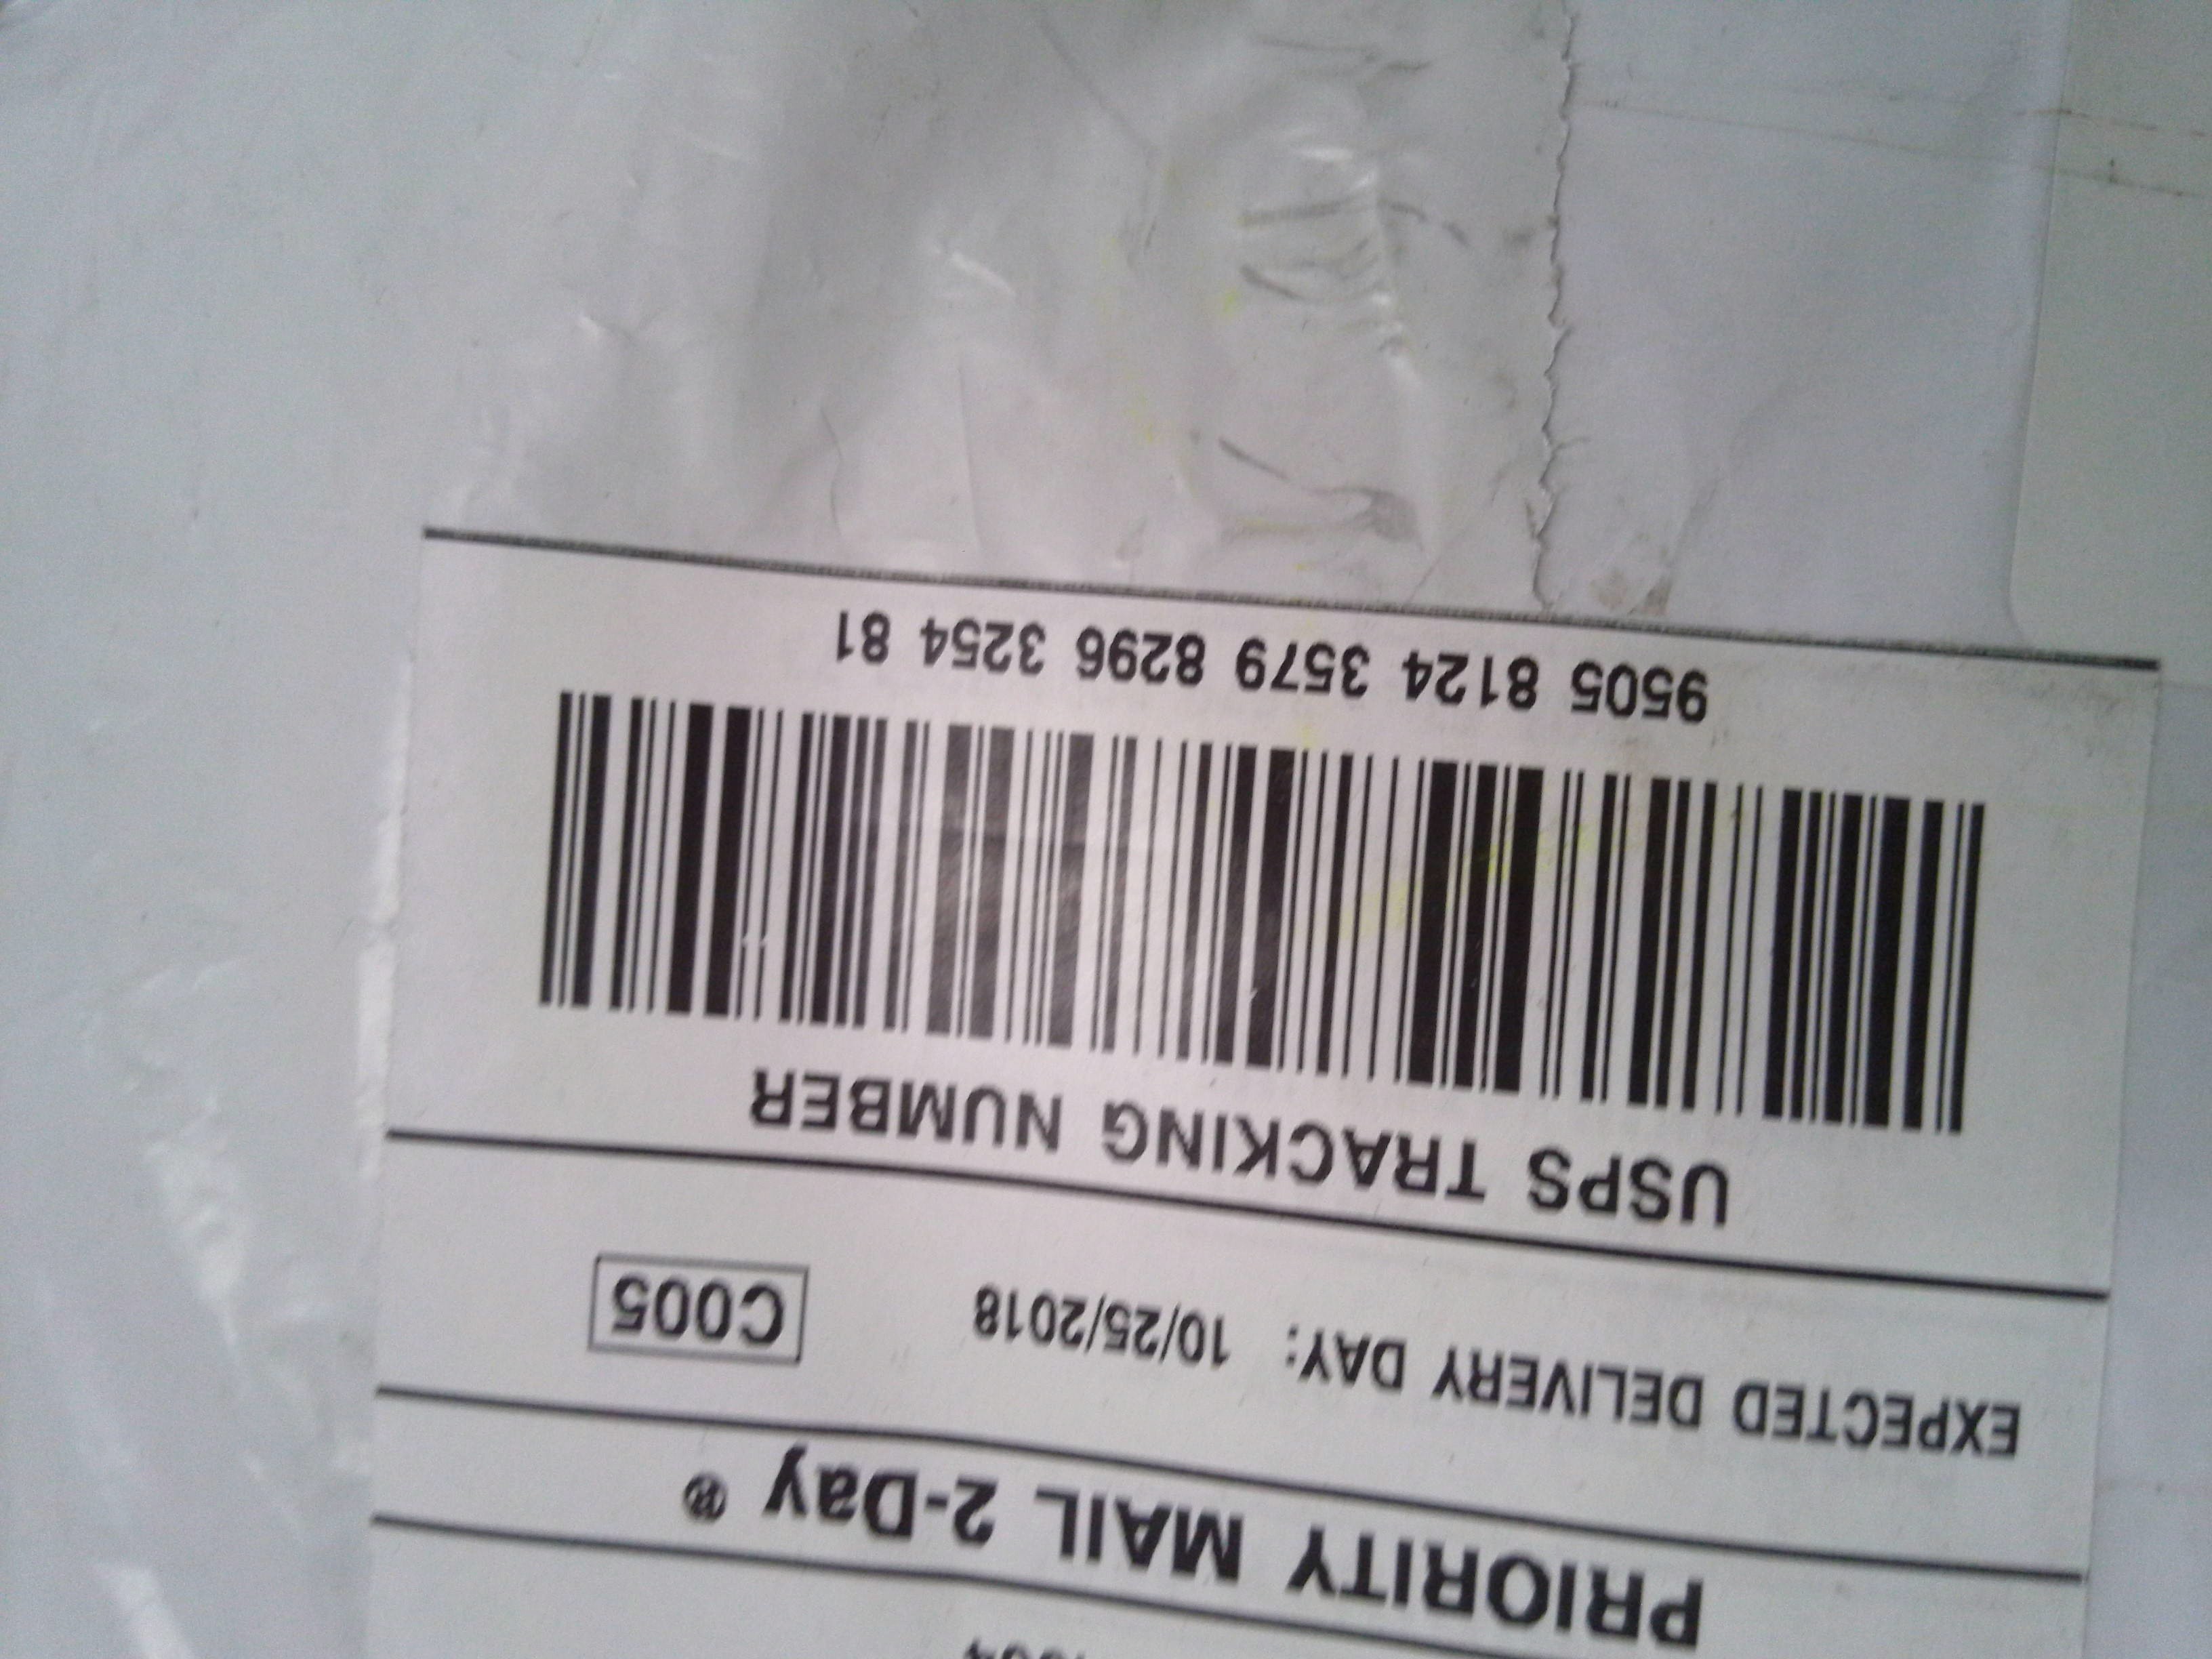 PRIORITY MAIL 2-Day ®
EXPECTED DELIVERY DAY: 10/25/2018
C005
USPS TRACKING NUMBER
9505 8124 3579 8296 3254 81